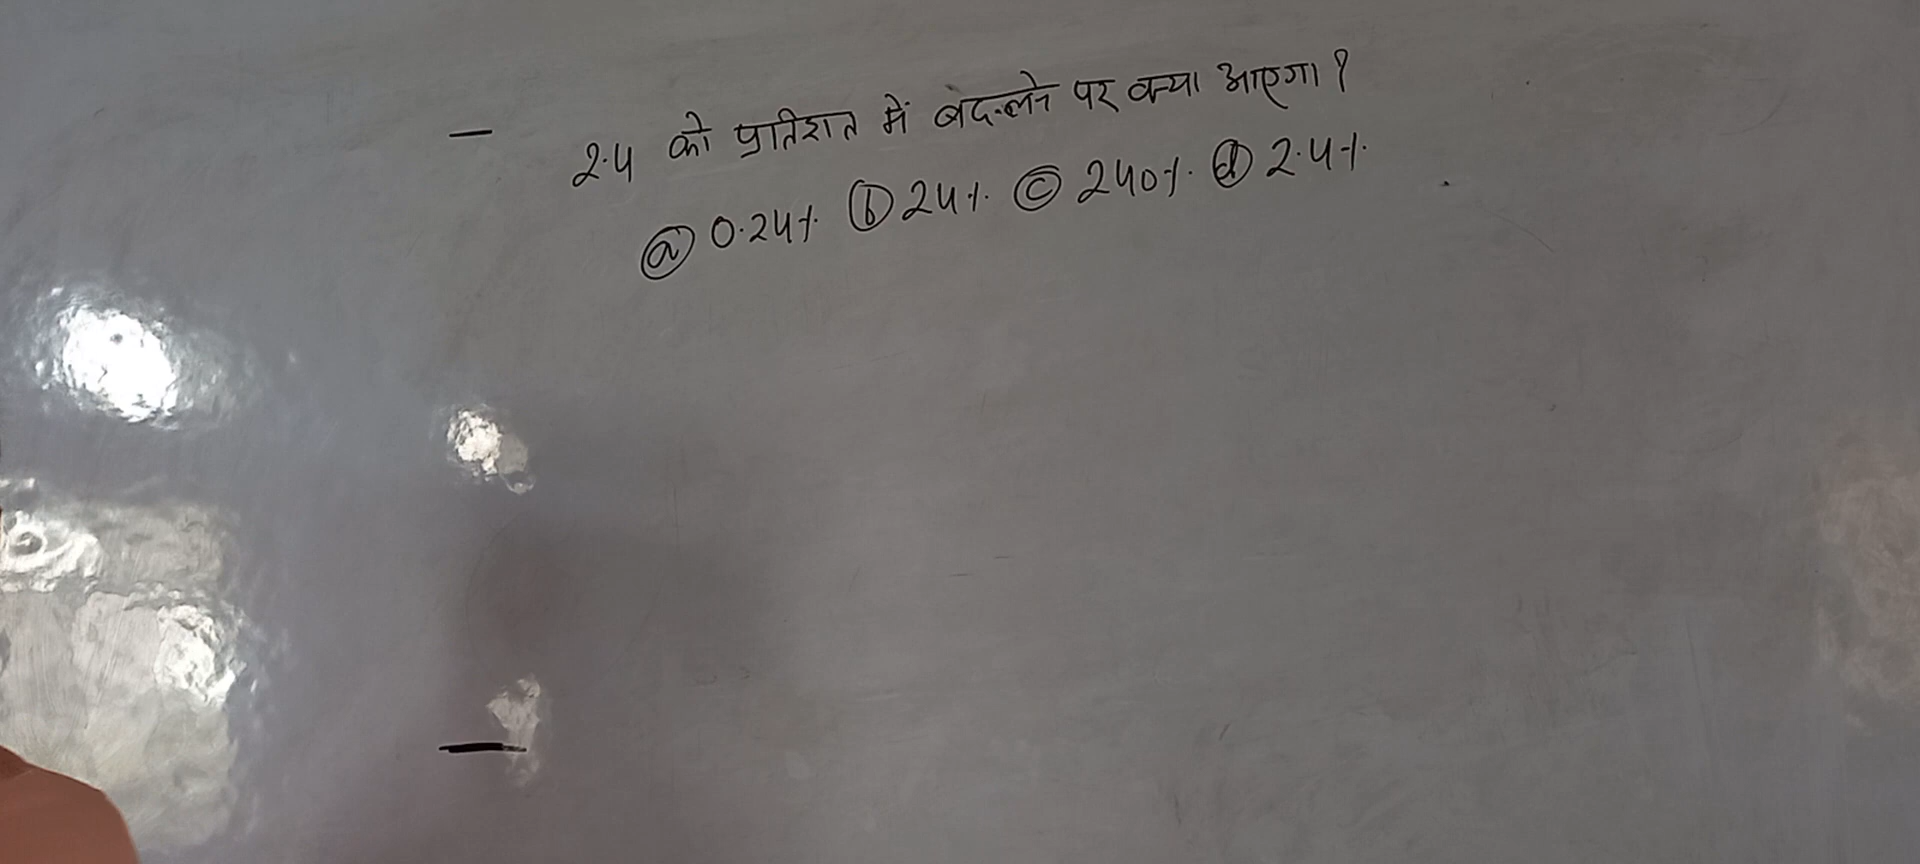 2.4 को प्रतिशत में बदलने पर क्या आएगा ?
(a) 0.24% (b) 24% (c) 240% (d) 2.4%